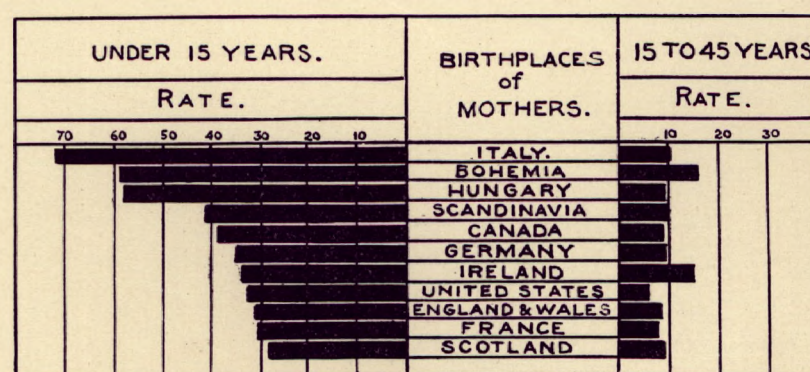 UNDER 15 YEARS.
BIRTHPLACES
of
MOTHERS.
15 TO 45 YEARS
RATE.
RATE.
70 60 50 40 30 20 10
10 20 30
ITALY.
BOHEMIA
HUNGARY
SCANDINAVIA
CANADA
GERMANY
IRELAND
UNITED STATES
ENGLAND & WALES
FRANCE
SCOTLAND